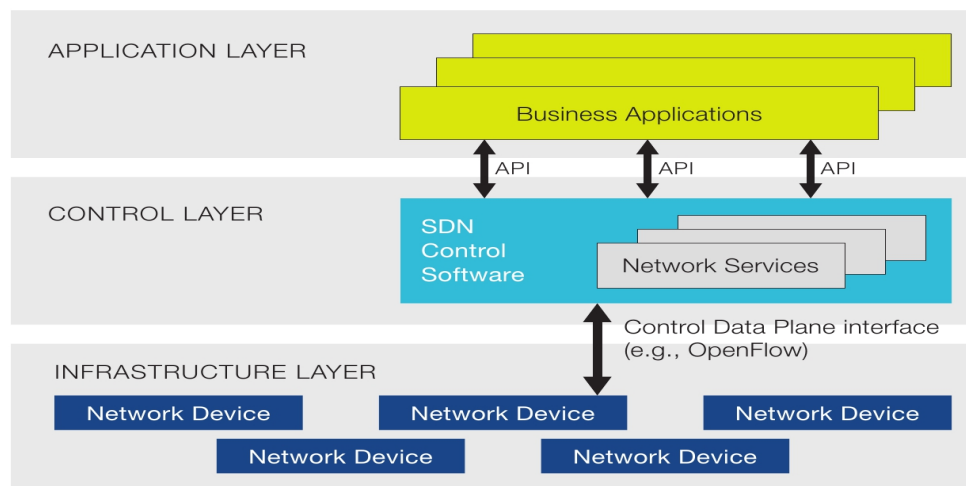 APPLICATION LAYER
Business Applications
API
API
API
CONTROL LAYER
SDN
Control
Software
Network Services
Control Data Plane interface
(e.g., OpenFlow)
INFRASTRUCTURE LAYER
Network Device
Network Device
Network Device
Network Device
Network Device